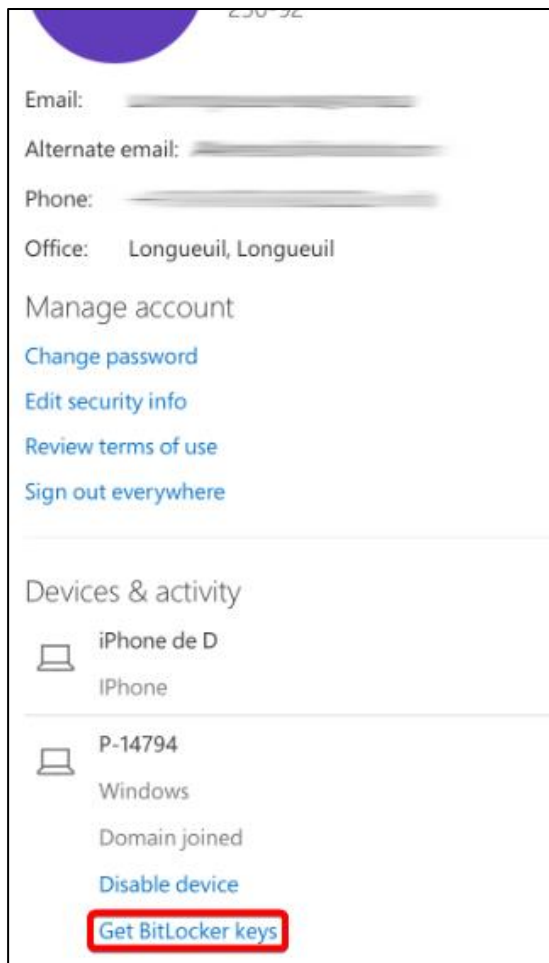 Email:
Alternate email:
Phone:
Office: Longueuil, Longueuil
Manage account
Change password
Edit security info
Review terms of use
Sign out everywhere
Devices & activity
iPhone de D
IPhone
P-14794
Windows
Domain joined
Disable device
Get BitLocker keys